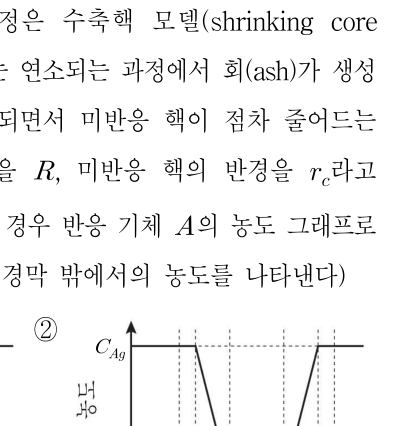 정은 수축핵 모델(shrinking core
는 연소되는 과정에서 회(ash)가 생성
되면서 미반응 핵이 점차 줄어드는
을 R, 미반응 핵의 반경을 r_c라고
경우 반응 기체 A의 농도 그래프로
경막 밖에서의 농도를 나타낸다)
②
C_{Ag}
농도